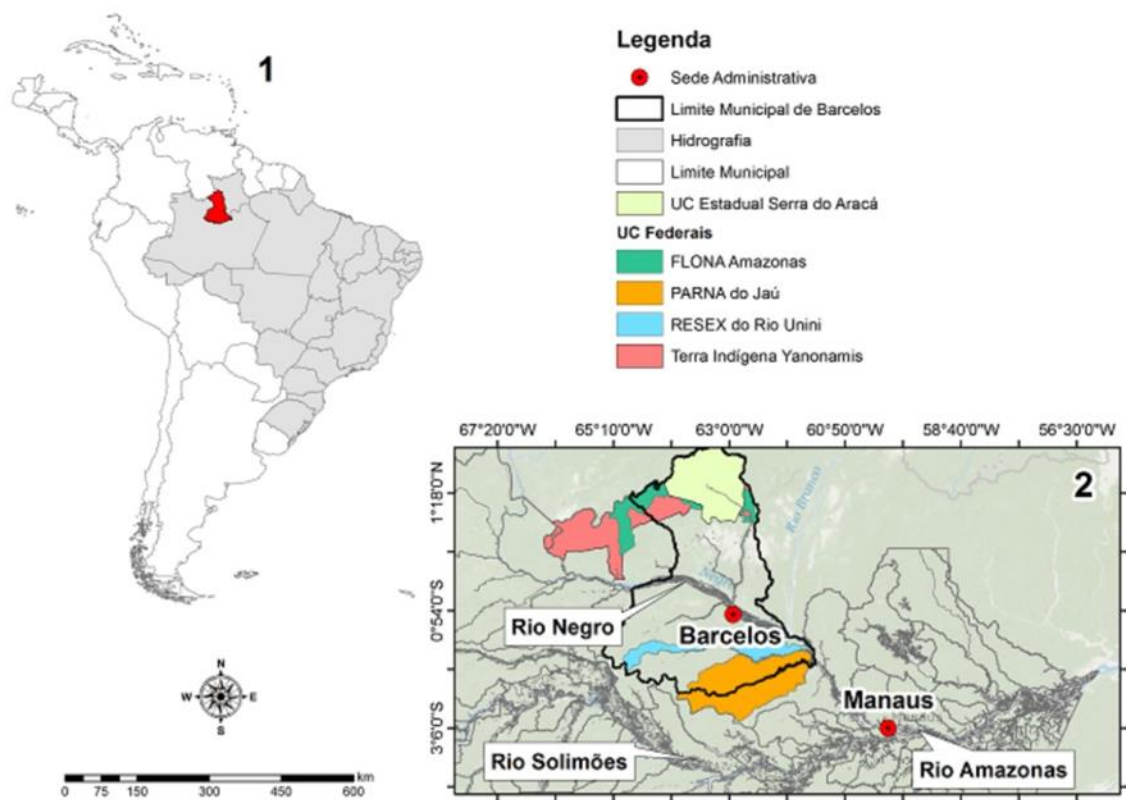 1
Legenda
Sede Administrativa
Limite Municipal de Barcelos
Hidrografia
Limite Municipal
UC Estadual Serra do Aracá
UC Federais
FLONA Amazonas
PARNA do Jaú
RESEX do Rio Unini
Terra Indígena Yanonamis
67°20'0"W 65°10'0"W 63°0'0"W 60°50'0"W 58°40'0"W 56°30'0"W
2
1°18'0"N
Rio Branco
Negro
0°54'0"S
Rio Negro
Barcelos
Manaus
3°6'0"S
Rio Solimões
Rio Amazonas
N
W E
S
km
0 75 150 300 450 600